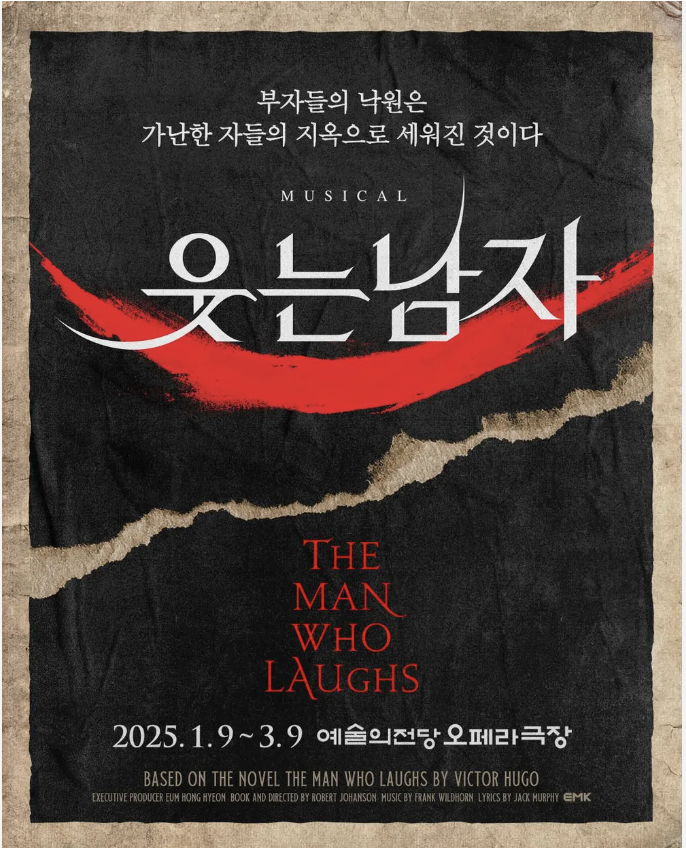 부자들의 낙원은
가난한 자들의 지옥으로 세워진 것이다
MUSICAL
웃는남자
THE
MAN
WHO
LAUGHS
2025.1.9~3.9 예술의전당 오페라극장
BASED ON THE NOVEL THE MAN WHO LAUGHS BY VICTOR HUGO
EXECUTIVE PRODUCER EUM HONG HYEON BOOK AND DIRECTED BY ROBERT JOHANSON MUSIC BY FRANK WILDHORN LYRICS BY JACK MURPHY EMK